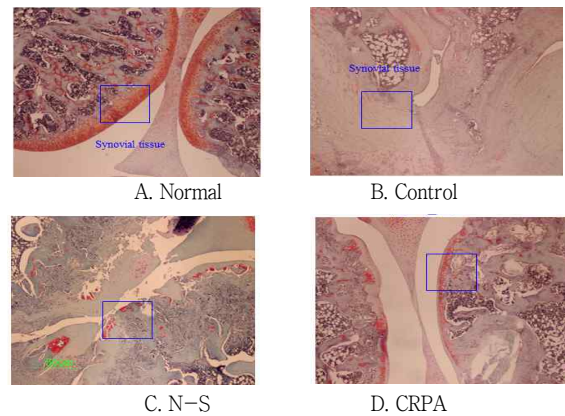 Synovial tissue
A. Normal
Synovial tissue
B. Control
C. N-S
D. CRPA